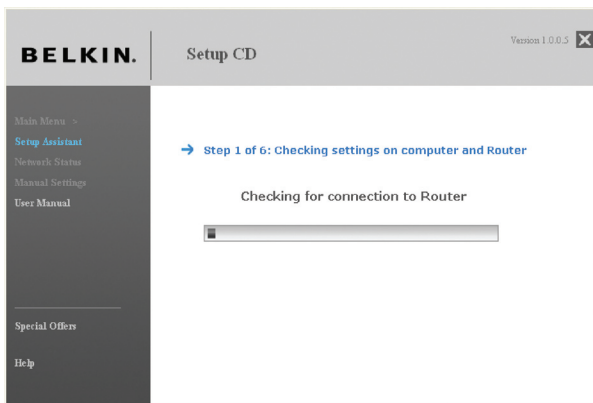 BELKIN.
Setup CD
Version 1.0.0.5
Main Menu >
Setup Assistant
Network Status
Manual Settings
User Manual
Special Offers
Help
Step 1 of 6: Checking settings on computer and Router
Checking for connection to Router